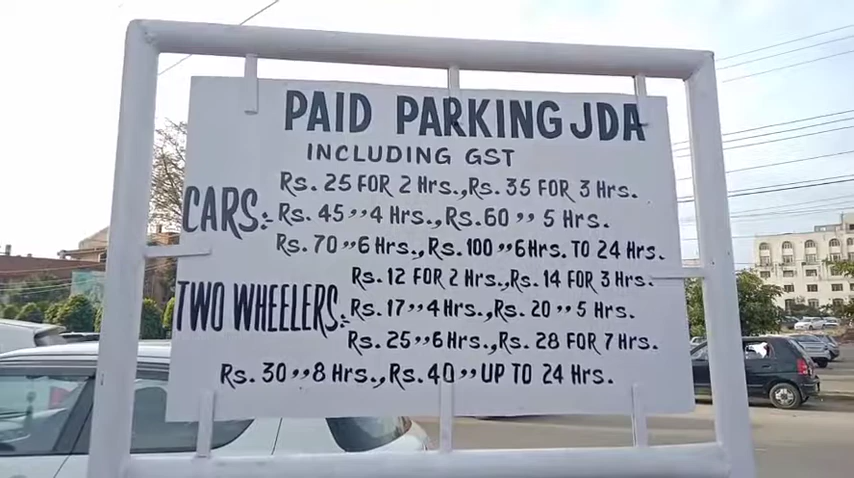 PAID PARKING JDA
INCLUDING GST
CARS:- Rs. 25 FOR 2 Hrs., Rs. 35 FOR 3 Hrs.
Rs. 45 ,, 4 Hrs., Rs. 60 ,, 5 Hrs.
Rs. 70 ,, 6 Hrs., Rs. 100 ,, 6 Hrs. TO 24 Hrs.
TWO WHEELERS:- Rs. 12 FOR 2 Hrs., Rs. 14 FOR 3 Hrs.
Rs. 17 ,, 4 Hrs., Rs. 20 ,, 5 Hrs.
Rs. 25 ,, 6 Hrs., Rs. 28 FOR 7 Hrs.
Rs. 30 ,, 8 Hrs., Rs. 40 ,, UP TO 24 Hrs.